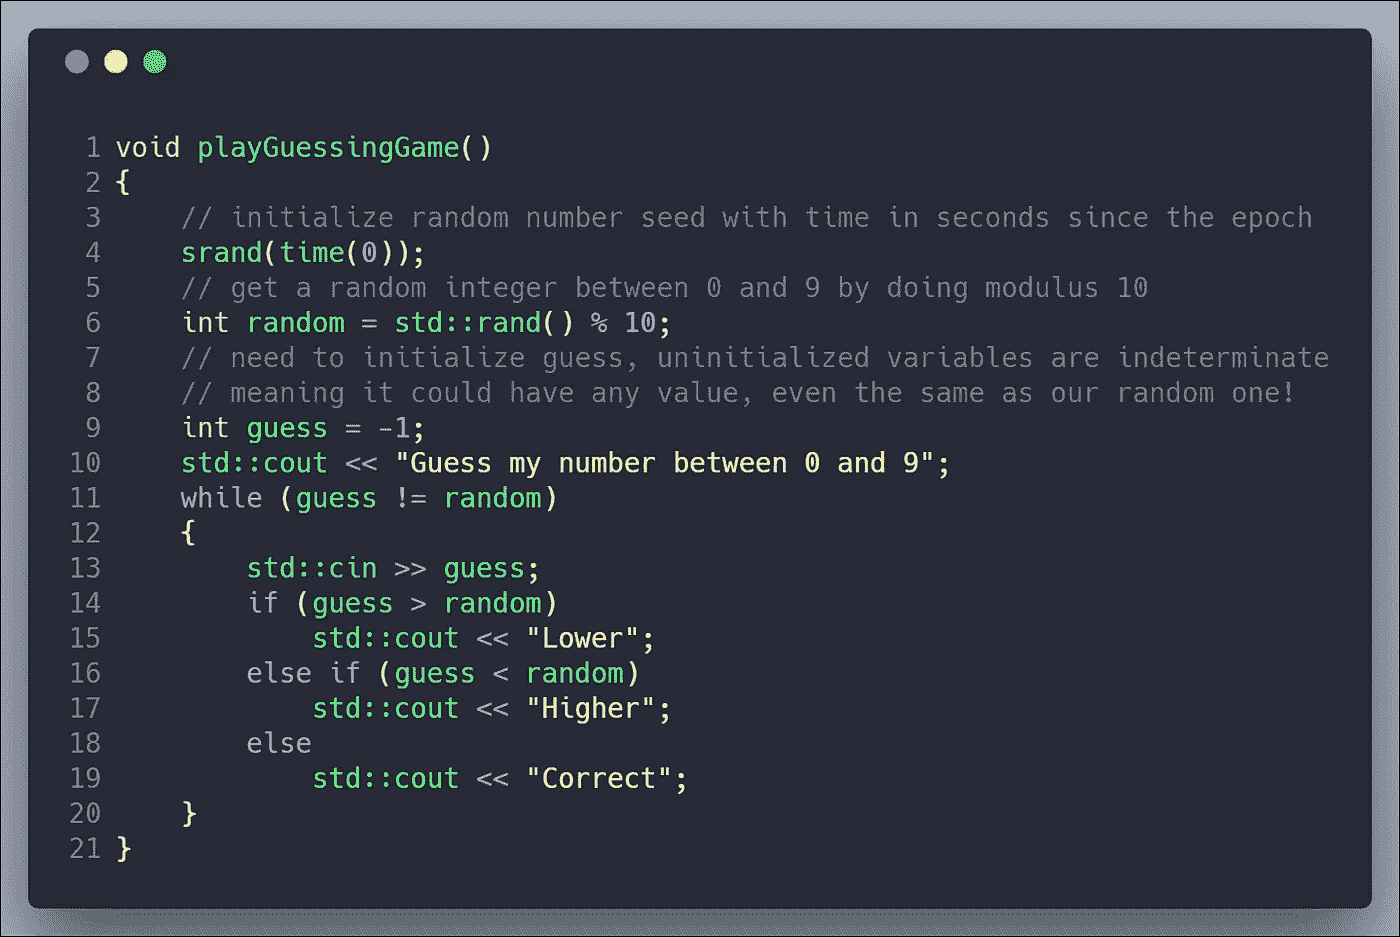 1 void playGuessingGame()
2 {
3     // initialize random number seed with time in seconds since the epoch
4     srand(time(0));
5     // get a random integer between 0 and 9 by doing modulus 10
6     int random = std::rand() % 10;
7     // need to initialize guess, uninitialized variables are indeterminate
8     // meaning it could have any value, even the same as our random one!
9     int guess = -1;
10     std::cout << "Guess my number between 0 and 9";
11     while (guess != random)
12     {
13         std::cin >> guess;
14         if (guess > random)
15             std::cout << "Lower";
16         else if (guess < random)
17             std::cout << "Higher";
18         else
19             std::cout << "Correct";
20     }
21 }